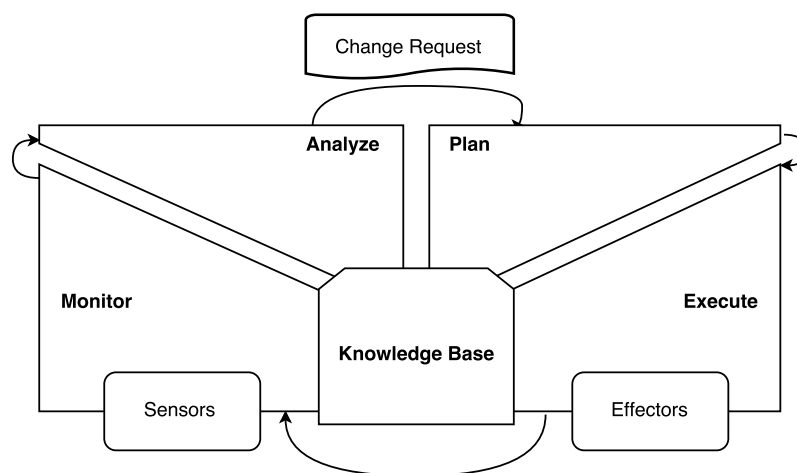 Change Request
Analyze
Plan
Monitor
Execute
Knowledge Base
Sensors
Effectors